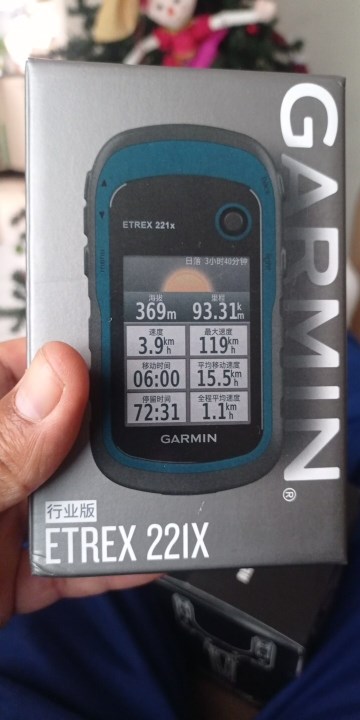 GARMIN®
ETREX 221x
日落 3小时40分钟
海拔 里程
369m 93.31km
速度 最大速度
3.9km/h 119km/h
移动时间 平均移动速度
06:00 15.5km/h
停留时间 全程平均速度
72:31 1.1km/h
GARMIN
行业版
ETREX 221X